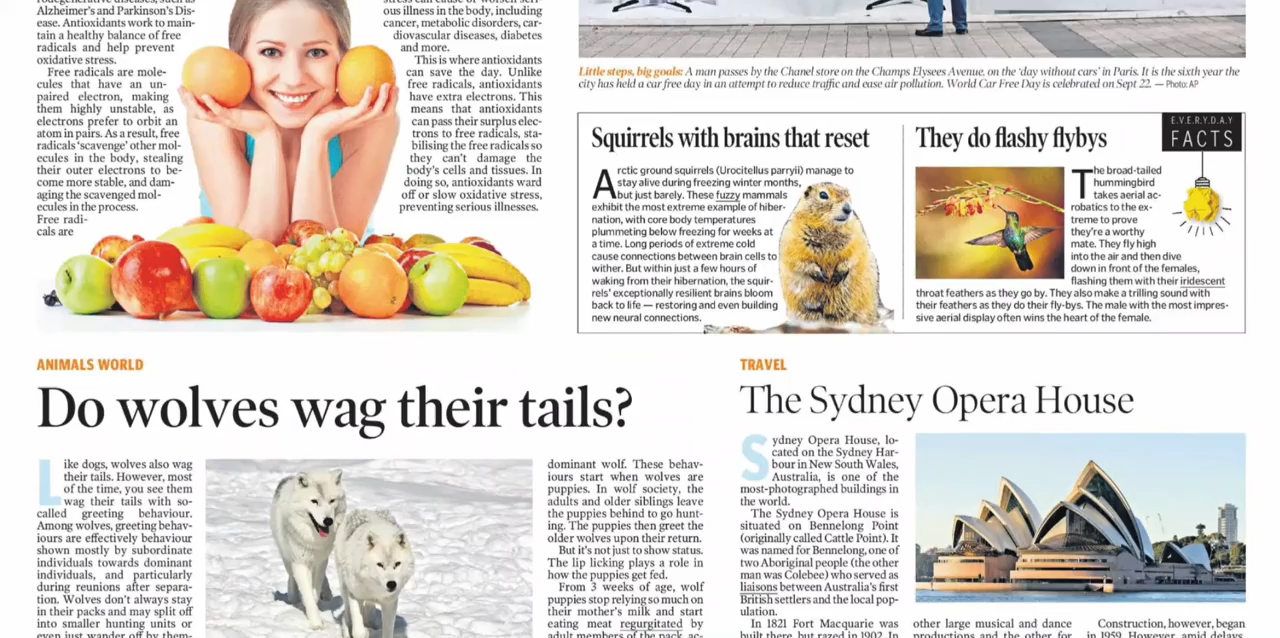 Alzheimer's and Parkinson's Dis-
ease. Antioxidants work to main-
tain a healthy balance of free
radicals and help prevent
oxidative stress.
Free radicals are mole-
cules that have an un-
paired electron, making
them highly unstable, as
electrons prefer to orbit an
atom in pairs. As a result, free
radicals 'scavenge' other mol-
ecules in the body, stealing
their outer electrons to be-
come more stable, and dam-
aging the scavenged mol-
ecules in the process.
Free radi-
cals are
ous illness in the body, including
cancer, metabolic disorders, car-
diovascular diseases, diabetes
and more.
This is where antioxidants
can save the day. Unlike
free radicals, antioxidants
have extra electrons. This
means that antioxidants
can pass their surplus elec-
trons to free radicals, sta-
bilising the free radicals so
they can't damage the
body's cells and tissues. In
doing so, antioxidants ward
off or slow oxidative stress,
preventing serious illnesses.
Little steps, big goals: A man passes by the Chanel store on the Champs Elysees Avenue, on the 'day without cars' in Paris. It is the sixth year the
city has held a car free day in an attempt to reduce traffic and ease air pollution. World Car Free Day is celebrated on Sept 22. — Photo: AP
E.V.E.R.Y.D.A.Y
FACTS
Squirrels with brains that reset
Arctic ground squirrels (Urocitellus parryii) manage to
stay alive during freezing winter months,
but just barely. These fuzzy mammals
exhibit the most extreme example of hiber-
nation, with core body temperatures
plummeting below freezing for weeks at
a time. Long periods of extreme cold
cause connections between brain cells to
wither. But within just a few hours of
waking from their hibernation, the squir-
rels' exceptionally resilient brains bloom
back to life — restoring and even building
new neural connections.
They do flashy flybys
The broad-tailed
hummingbird
takes aerial ac-
robatics to the ex-
treme to prove
they're a worthy
mate. They fly high
into the air and then dive
down in front of the females,
flashing them with their iridescent
throat feathers as they go by. They also make a trilling sound with
their feathers as they do their fly-bys. The male with the most impres-
sive aerial display often wins the heart of the female.
ANIMALS WORLD
Do wolves wag their tails?
Like dogs, wolves also wag
their tails. However, most
of the time, you see them
wag their tails with so-
called greeting behaviour.
Among wolves, greeting behav-
iours are effectively behaviour
shown mostly by subordinate
individuals towards dominant
individuals, and particularly
during reunions after separa-
tion. Wolves don't always stay
in their packs and may split off
into smaller hunting units or
even just wander off by them-
dominant wolf. These behav-
iours start when wolves are
puppies. In wolf society, the
adults and older siblings leave
the puppies behind to go hunt-
ing. The puppies then greet the
older wolves upon their return.
But it's not just to show status.
The lip licking plays a role in
how the puppies get fed.
From 3 weeks of age, wolf
puppies stop relying so much on
their mother's milk and start
eating meat regurgitated by
adult members of the pack, ac-
TRAVEL
The Sydney Opera House
Sydney Opera House, lo-
cated on the Sydney Har-
bour in New South Wales,
Australia, is one of the
most-photographed buildings in
the world.
The Sydney Opera House is
situated on Bennelong Point
(originally called Cattle Point). It
was named for Bennelong, one of
two Aboriginal people (the other
man was Colebee) who served as
liaisons between Australia's first
British settlers and the local pop-
ulation.
In 1821 Fort Macquarie was
built there, but razed in 1902. In
other large musical and dance
productions and the other for
Construction, however, began
in 1959. However, amid delays